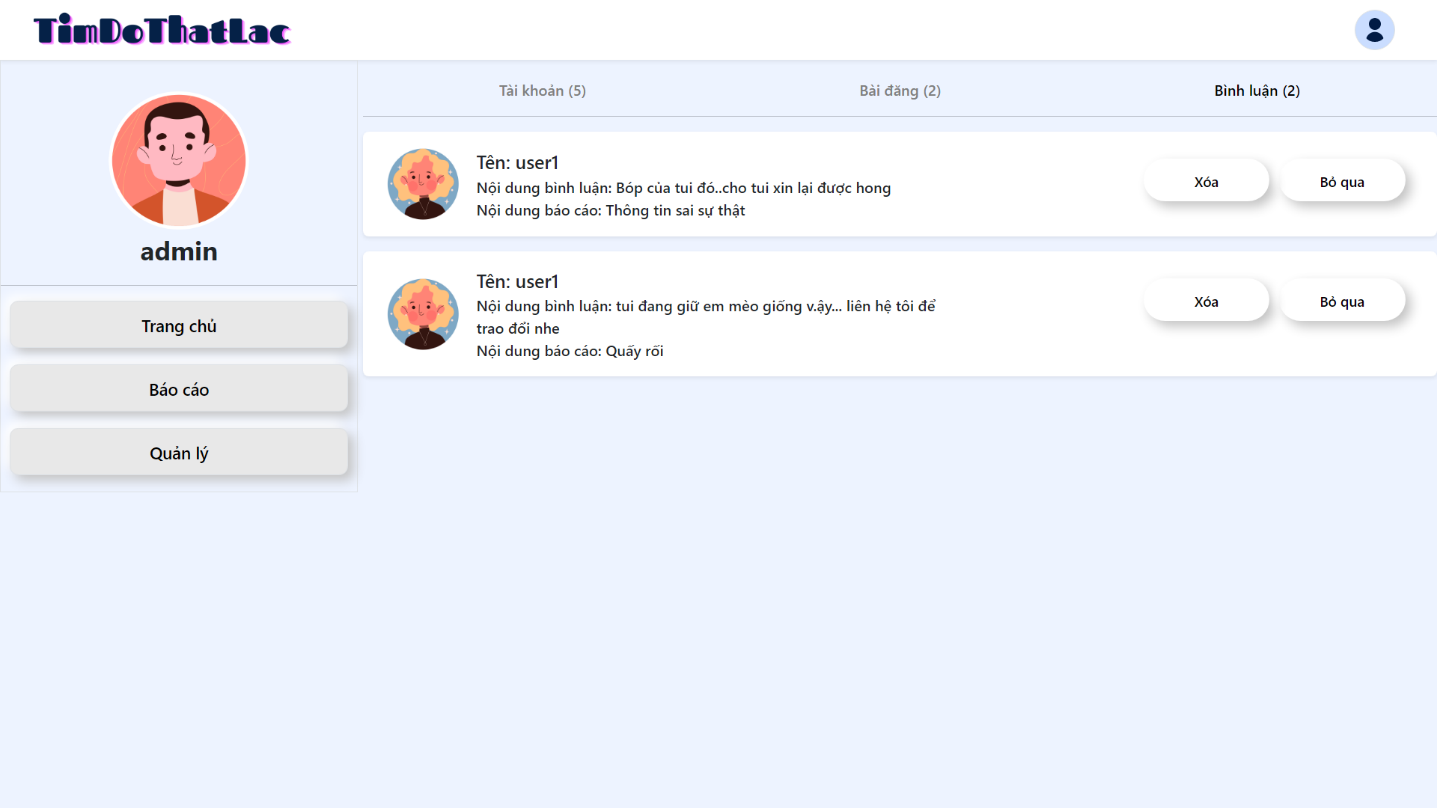 TimDoThatLac
admin
Trang chủ
Báo cáo
Quản lý
Tài khoản (5)
Bài đăng (2)
Bình luận (2)
Tên: user1
Nội dung bình luận: Bóp của tui đó..cho tui xin lại được hong
Nội dung báo cáo: Thông tin sai sự thật
Xóa
Bỏ qua
Tên: user1
Nội dung bình luận: tui đang giữ em mèo giống v.ậy... liên hệ tôi để
trao đổi nhe
Nội dung báo cáo: Quấy rối
Xóa
Bỏ qua